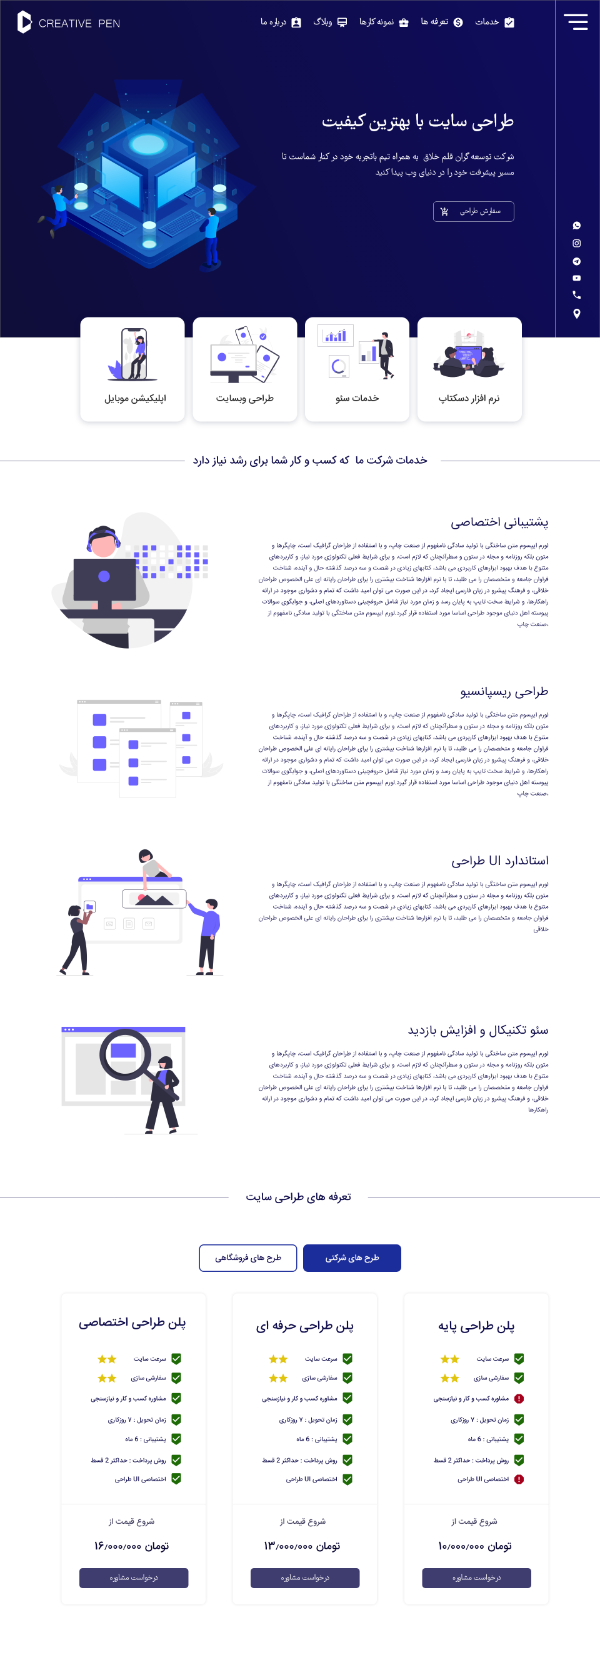 CREATIVE PEN
خدمات
تعرفه ها
نمونه کارها
وبلاگ
درباره ما
طراحی سایت با بهترین کیفیت
شرکت توسعه گران قلم خلاق به همراه تیم باتجربه خود در کنار شماست تا
مسیر پیشرفت خود را در دنیای وب پیدا کنید
سفارش طراحی
نرم افزار دسکتاپ
خدمات سئو
طراحی وبسایت
اپلیکیشن موبایل
خدمات شرکت ما که کسب و کار شما برای رشد نیاز دارد
پشتیبانی اختصاصی
لورم ایپسوم متن ساختگی با تولید سادگی نامفهوم از صنعت چاپ، و با استفاده از طراحان گرافیک است، چاپگرها و
متون بلکه روزنامه و مجله در ستون و سطرآنچنان که لازم است، و برای شرایط فعلی تکنولوژی مورد نیاز، و کاربردهای
متنوع با هدف بهبود ابزارهای کاربردی می باشد، کتابهای زیادی در شصت و سه درصد گذشته حال و آینده، شناخت
فراوان جامعه و متخصصان را می طلبد، تا با نرم افزارها شناخت بیشتری را برای طراحان رایانه ای علی الخصوص طراحان
خلاقی، و فرهنگ پیشرو در زبان فارسی ایجاد کرد، در این صورت می توان امید داشت که تمام و دشواری موجود در ارائه
راهکارها، و شرایط سخت تایپ به پایان رسد و زمان مورد نیاز شامل حروفچینی دستاوردهای اصلی، و جوابگوی سوالات
پیوسته اهل دنیای موجود طراحی اساسا مورد استفاده قرار گیرد.لورم ایپسوم متن ساختگی با تولید سادگی نامفهوم از
صنعت چاپ،
طراحی ریسپانسیو
لورم ایپسوم متن ساختگی با تولید سادگی نامفهوم از صنعت چاپ، و با استفاده از طراحان گرافیک است، چاپگرها و
متون بلکه روزنامه و مجله در ستون و سطرآنچنان که لازم است، و برای شرایط فعلی تکنولوژی مورد نیاز، و کاربردهای
متنوع با هدف بهبود ابزارهای کاربردی می باشد، کتابهای زیادی در شصت و سه درصد گذشته حال و آینده، شناخت
فراوان جامعه و متخصصان را می طلبد، تا با نرم افزارها شناخت بیشتری را برای طراحان رایانه ای علی الخصوص طراحان
خلاقی، و فرهنگ پیشرو در زبان فارسی ایجاد کرد، در این صورت می توان امید داشت که تمام و دشواری موجود در ارائه
راهکارها، و شرایط سخت تایپ به پایان رسد و زمان مورد نیاز شامل حروفچینی دستاوردهای اصلی، و جوابگوی سوالات
پیوسته اهل دنیای موجود طراحی اساسا مورد استفاده قرار گیرد.لورم ایپسوم متن ساختگی با تولید سادگی نامفهوم از
صنعت چاپ،
استاندارد UI طراحی
لورم ایپسوم متن ساختگی با تولید سادگی نامفهوم از صنعت چاپ، و با استفاده از طراحان گرافیک است، چاپگرها و
متون بلکه روزنامه و مجله در ستون و سطرآنچنان که لازم است، و برای شرایط فعلی تکنولوژی مورد نیاز، و کاربردهای
متنوع با هدف بهبود ابزارهای کاربردی می باشد، کتابهای زیادی در شصت و سه درصد گذشته حال و آینده، شناخت
فراوان جامعه و متخصصان را می طلبد، تا با نرم افزارها شناخت بیشتری را برای طراحان رایانه ای علی الخصوص طراحان
خلاقی
سئو تکنیکال و افزایش بازدید
لورم ایپسوم متن ساختگی با تولید سادگی نامفهوم از صنعت چاپ، و با استفاده از طراحان گرافیک است، چاپگرها و
متون بلکه روزنامه و مجله در ستون و سطرآنچنان که لازم است، و برای شرایط فعلی تکنولوژی مورد نیاز، و کاربردهای
متنوع با هدف بهبود ابزارهای کاربردی می باشد، کتابهای زیادی در شصت و سه درصد گذشته حال و آینده، شناخت
فراوان جامعه و متخصصان را می طلبد، تا با نرم افزارها شناخت بیشتری را برای طراحان رایانه ای علی الخصوص طراحان
خلاقی، و فرهنگ پیشرو در زبان فارسی ایجاد کرد، در این صورت می توان امید داشت که تمام و دشواری موجود در ارائه
راهکارها
تعرفه های طراحی سایت
طرح های شرکتی
طرح های فروشگاهی
پلن طراحی پایه
سرعت سایت
سفارشی سازی
مشاوره کسب و کار و نیازسنجی
زمان تحویل : ۷ روزکاری
پشتیبانی : 6 ماه
روش پرداخت : حداکثر 2 قسط
اختصاصی UI طراحی
شروع قیمت از
تومان ۱۰/۰۰۰/۰۰۰
درخواست مشاوره
پلن طراحی حرفه ای
سرعت سایت
سفارشی سازی
مشاوره کسب و کار و نیازسنجی
زمان تحویل : ۷ روزکاری
پشتیبانی : 6 ماه
روش پرداخت : حداکثر 2 قسط
اختصاصی UI طراحی
شروع قیمت از
تومان ۱۳/۰۰۰/۰۰۰
درخواست مشاوره
پلن طراحی اختصاصی
سرعت سایت
سفارشی سازی
مشاوره کسب و کار و نیازسنجی
زمان تحویل : ۷ روزکاری
پشتیبانی : 6 ماه
روش پرداخت : حداکثر 2 قسط
اختصاصی UI طراحی
شروع قیمت از
تومان ۱۶/۰۰۰/۰۰۰
درخواست مشاوره